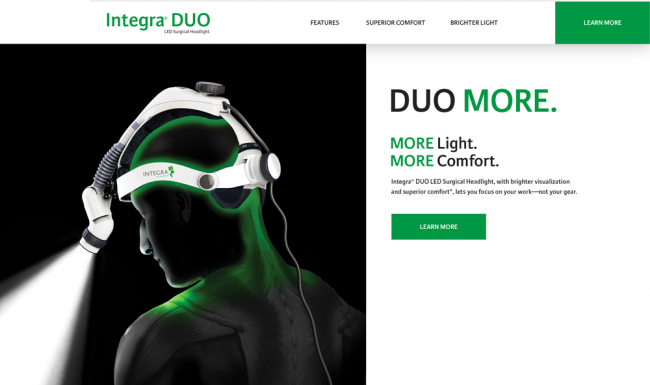 Integra® DUO
LED Surgical Headlight
FEATURES
SUPERIOR COMFORT
BRIGHTER LIGHT
LEARN MORE
INTEGRA
DUO MORE.
MORE Light.
MORE Comfort.
Integra® DUO LED Surgical Headlight, with brighter visualization
and superior comfort*, lets you focus on your work—not your gear.
LEARN MORE